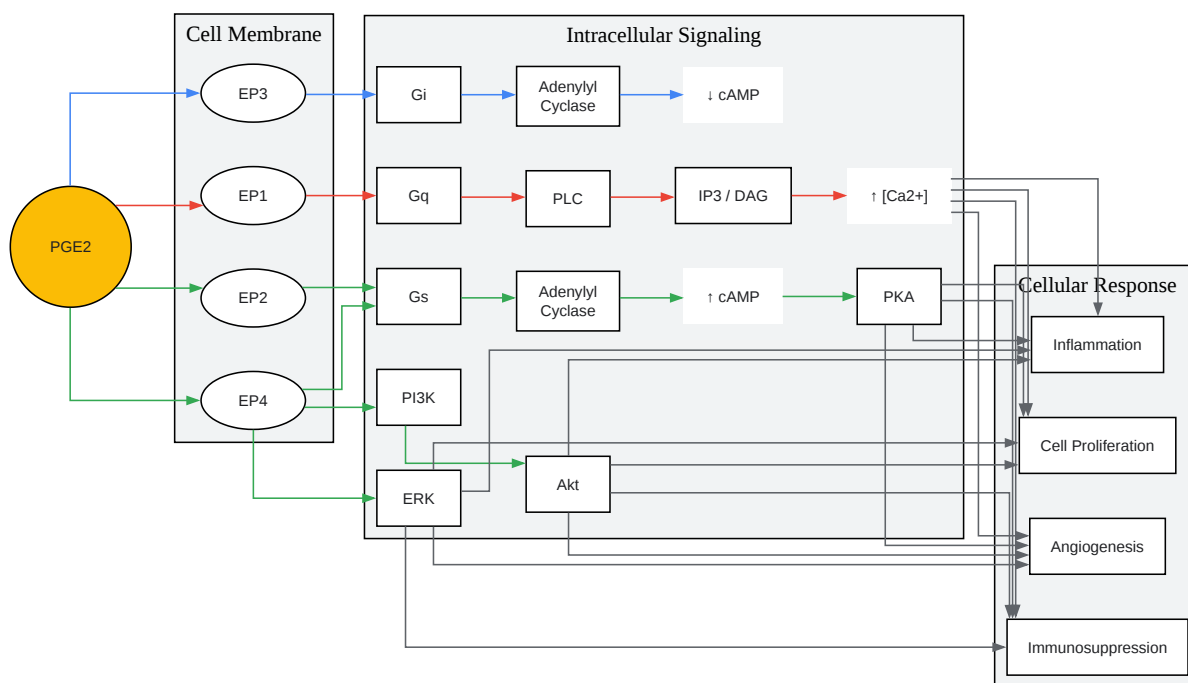 Cell Membrane
Intracellular Signaling
EP3
Gi
Adenylyl
Cyclase
↓ cAMP
EP1
Gq
PLC
IP3 / DAG
↑ [Ca2+]
PGE2
EP2
Gs
Adenylyl
Cyclase
↑ cAMP
PKA
Cellular Response
Inflammation
EP4
PI3K
Cell Proliferation
ERK
Akt
Angiogenesis
Immunosuppression